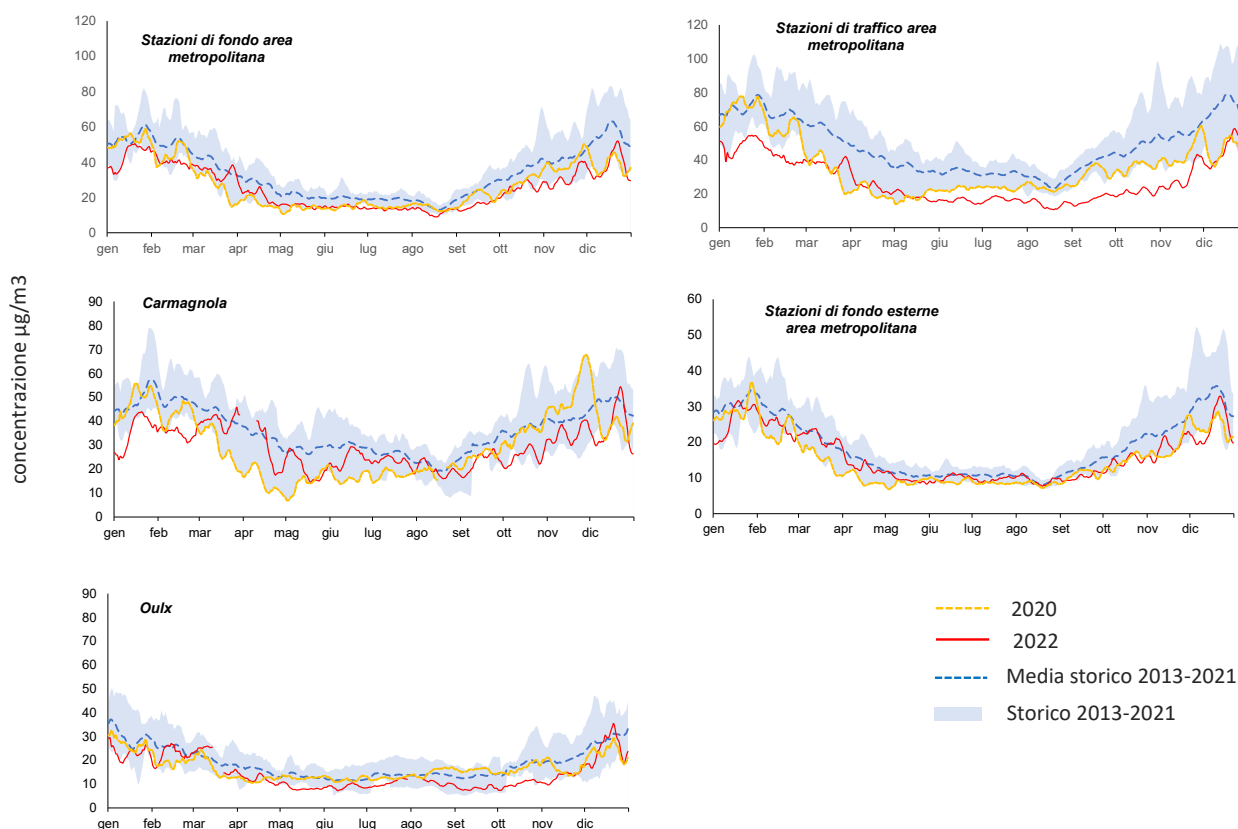 Stazioni di fondo area
metropolitana
120
100
80
60
40
20
0
gen feb mar apr mag giu lug ago set ott nov dic
Stazioni di traffico area
metropolitana
120
100
80
60
40
20
0
gen feb mar apr mag giu lug ago set ott nov dic
concentrazione µg/m3
Carmagnola
90
80
70
60
50
40
30
20
10
0
gen feb mar apr mag giu lug ago set ott nov dic
Stazioni di fondo esterne
area metropolitana
60
50
40
30
20
10
0
gen feb mar apr mag giu lug ago set ott nov dic
Oulx
90
80
70
60
50
40
30
20
10
0
gen feb mar apr mag giu lug ago set ott nov dic
2020
2022
Media storico 2013-2021
Storico 2013-2021